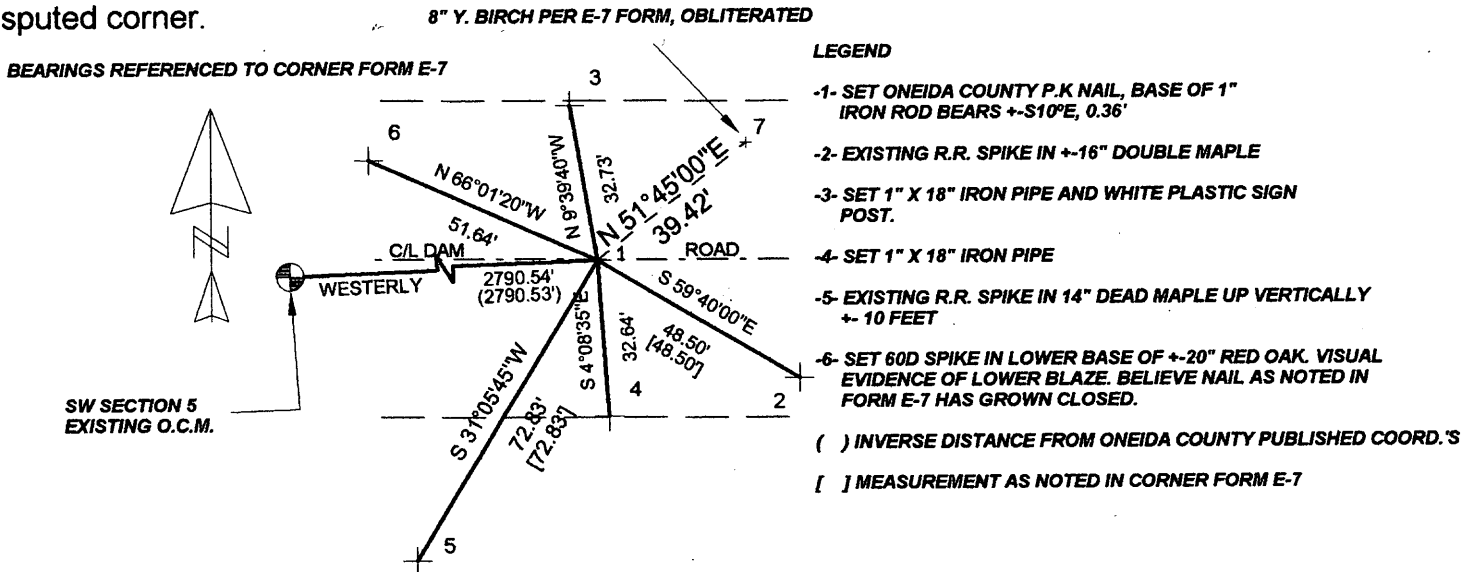 sputed corner.
8" Y. BIRCH PER E-7 FORM, OBLITERATED
BEARINGS REFERENCED TO CORNER FORM E-7
LEGEND
-1- SET ONEIDA COUNTY P.K NAIL, BASE OF 1"
IRON ROD BEARS +-S10ºE, 0.36'
-2- EXISTING R.R. SPIKE IN +-16" DOUBLE MAPLE
-3- SET 1" X 18" IRON PIPE AND WHITE PLASTIC SIGN
POST.
-4- SET 1" X 18" IRON PIPE
-5- EXISTING R.R. SPIKE IN 14" DEAD MAPLE UP VERTICALLY
+- 10 FEET
-6- SET 60D SPIKE IN LOWER BASE OF +-20" RED OAK. VISUAL
EVIDENCE OF LOWER BLAZE. BELIEVE NAIL AS NOTED IN
FORM E-7 HAS GROWN CLOSED.
( ) INVERSE DISTANCE FROM ONEIDA COUNTY PUBLISHED COORD.'S
[ ] MEASUREMENT AS NOTED IN CORNER FORM E-7
N
3
6
7
N 66°01'20"W
51.64'
N 9°39'40"W
32.73'
N 51°45'00"E
39.42'
C/L DAM
1
ROAD
WESTERLY
2790.54'
(2790.53')
S 59°40'00"E
48.50'
[48.50']
2
S 4°08'35"E
32.64'
4
S 31°05'45"W
72.83'
[72.83']
5
SW SECTION 5
EXISTING O.C.M.